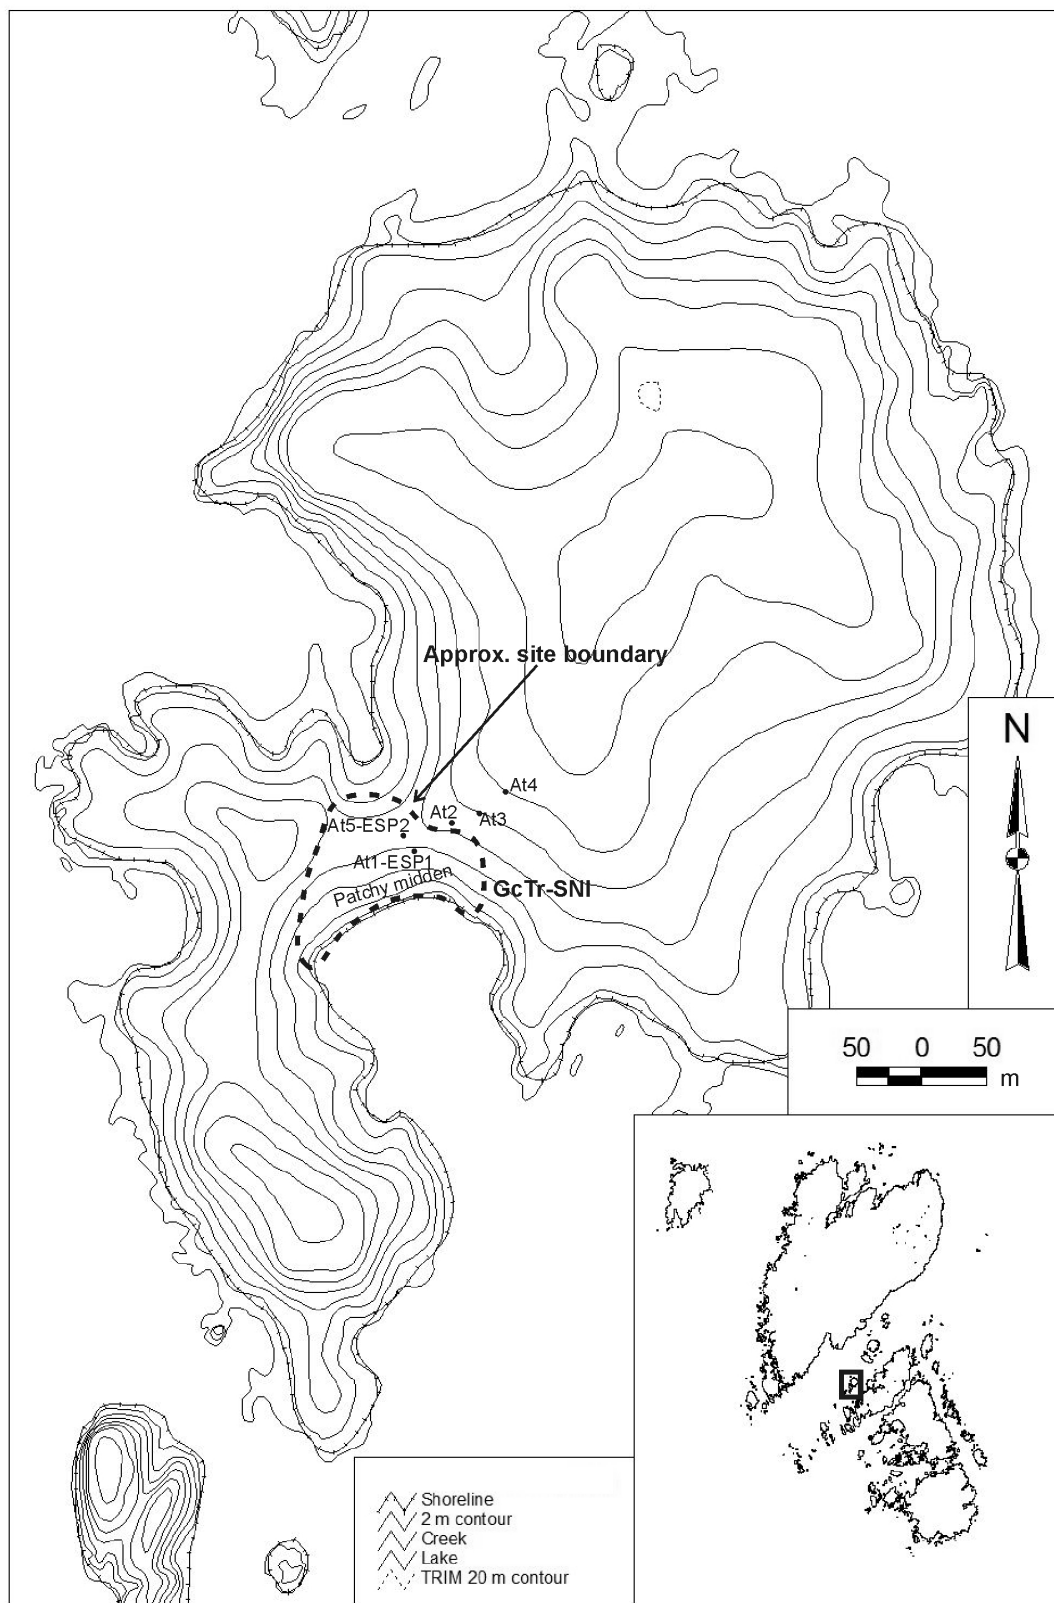 Approx. site boundary
N
At4
At2
At3
At5-ESP2
At1-ESP1
Patchy midden
GcTr-SNI
50 0 50
m
Shoreline
2 m contour
Creek
Lake
TRIM 20 m contour